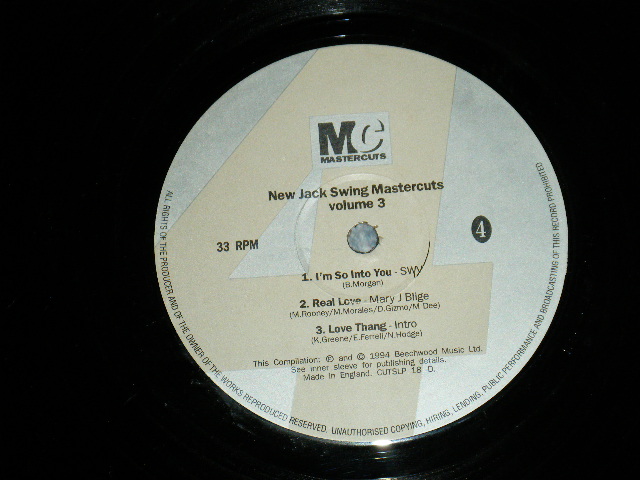 Mc
MASTERCUTS
New Jack Swing Mastercuts
volume 3
33 RPM
4
1. I'm So Into You - SWV
(B.Morgan)
2. Real Love - Mary J Blige
(M.Rooney/M.Morales/D.Gizmo/M Dee)
3. Love Thang - Intro
(K.Greene/E.Ferrell/N.Hodge)
This Compilation: ℗ and © 1994 Beechwood Music Ltd.
See inner sleeve for publishing details.
Made in England. CUTSLP 18 D.
ALL RIGHTS OF THE PRODUCER AND OF THE OWNER OF THE WORKS REPRODUCED RESERVED. UNAUTHORISED COPYING, HIRING, LENDING, PUBLIC PERFORMANCE AND BROADCASTING OF THIS RECORD PROHIBITED